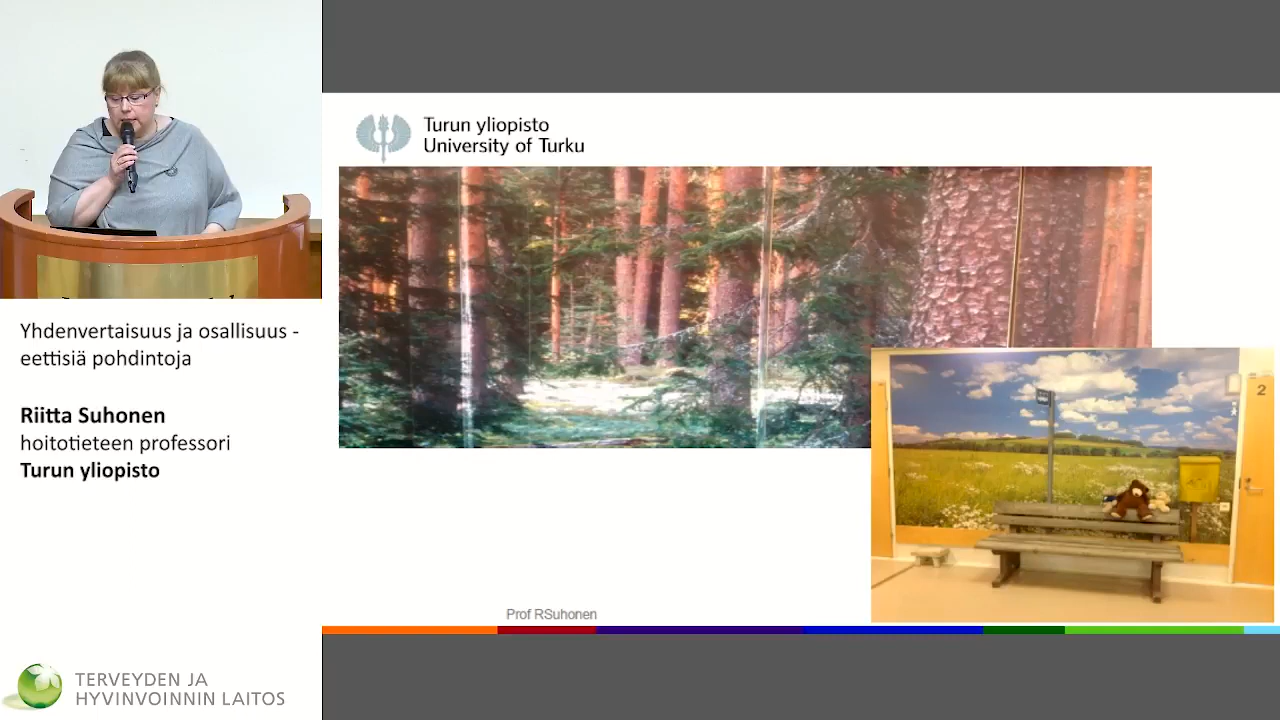 Yhdenvertaisuus ja osallisuus -
eettisiä pohdintoja
Riitta Suhonen
hoitotieteen professori
Turun yliopisto
TERVEYDEN JA
HYVINVOINNIN LAITOS
Turun yliopisto
University of Turku
2
Prof RSuhonen